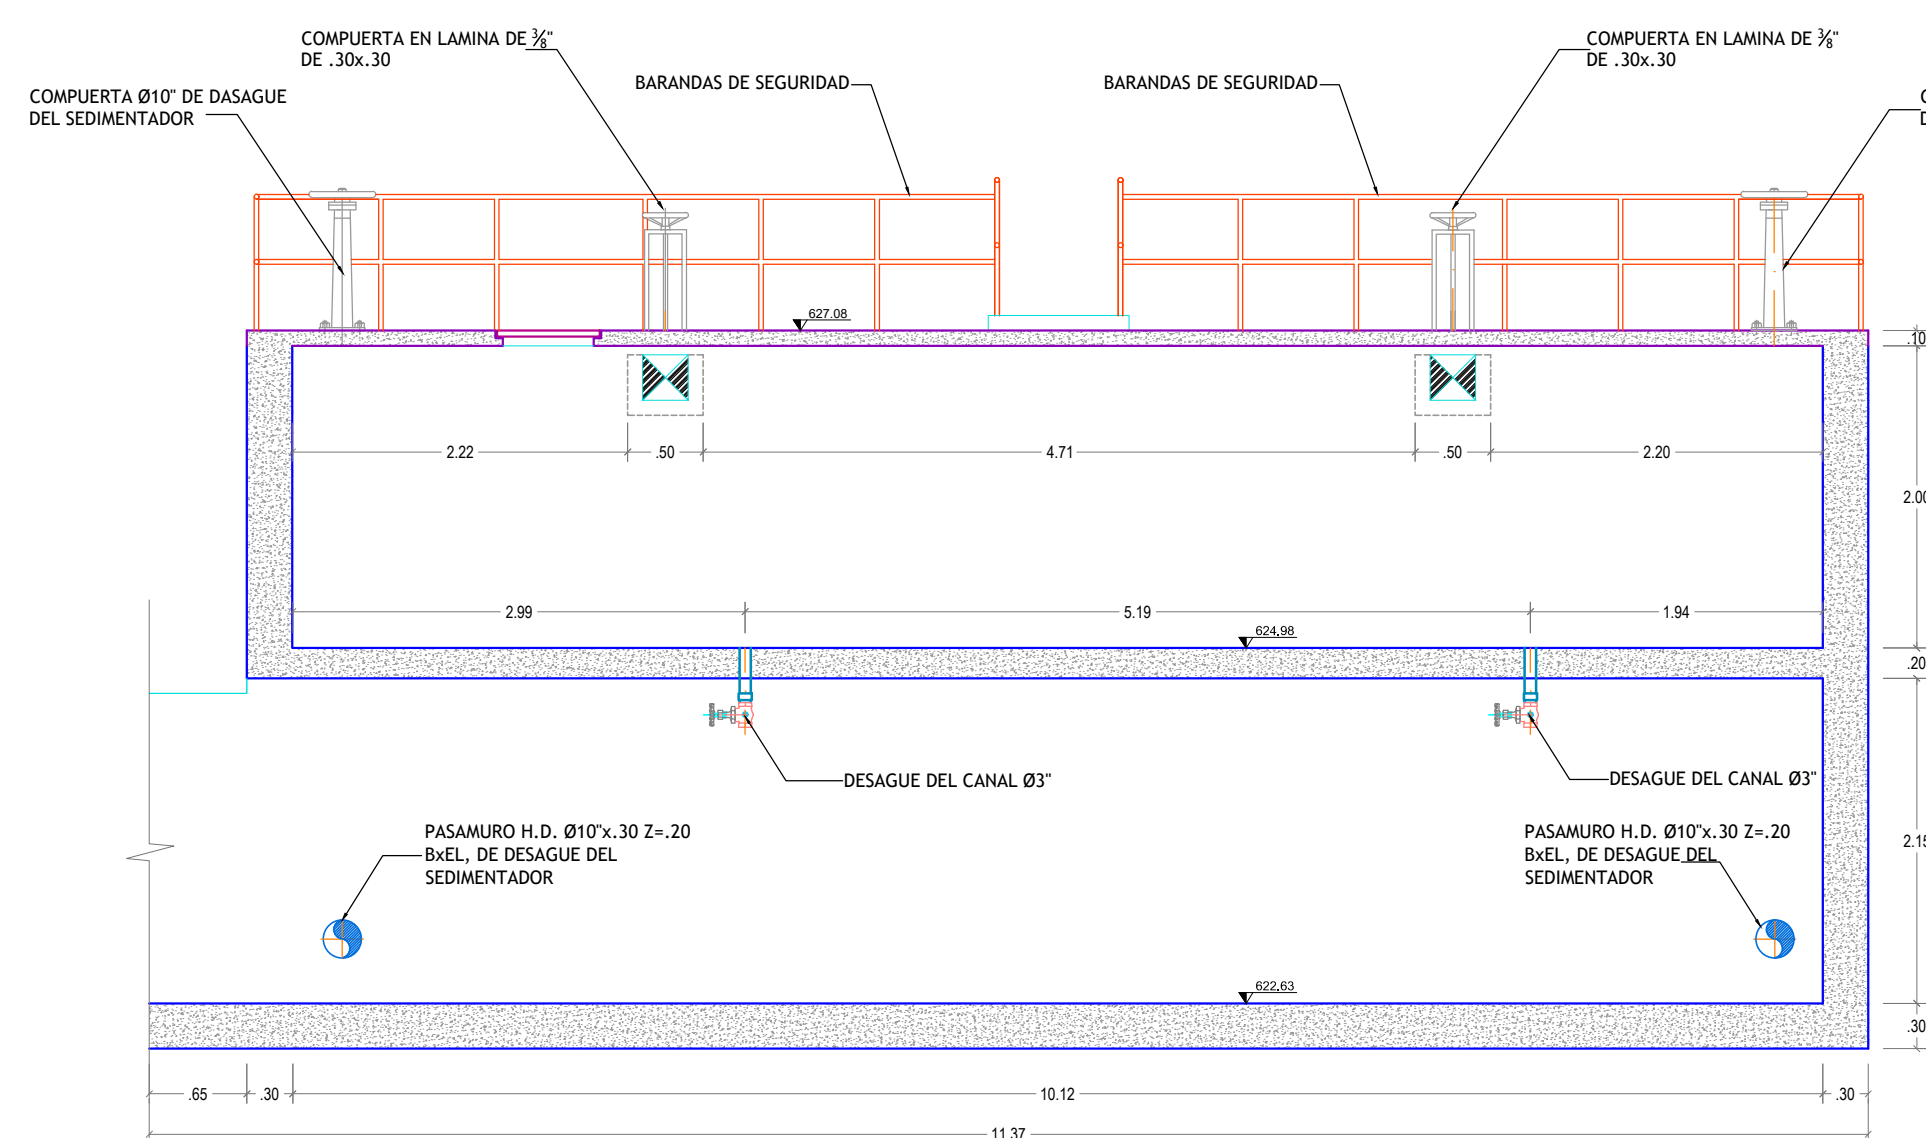 COMPUERTA EN LAMINA DE ⅜"
DE .30x.30
COMPUERTA EN LAMINA DE ⅜"
DE .30x.30
BARANDAS DE SEGURIDAD
BARANDAS DE SEGURIDAD
COMPUERTA Ø10" DE DASAGUE
DEL SEDIMENTADOR
627.08
.10
2.22
.50
4.71
.50
2.20
2.00
2.99
5.19
1.94
624.98
.20
DESAGUE DEL CANAL Ø3"
DESAGUE DEL CANAL Ø3"
PASAMURO H.D. Ø10"x.30 Z=.20
BxEL, DE DESAGUE DEL
SEDIMENTADOR
PASAMURO H.D. Ø10"x.30 Z=.20
BxEL, DE DESAGUE DEL
SEDIMENTADOR
2.15
622.63
.30
.65
.30
10.12
.30
11.37